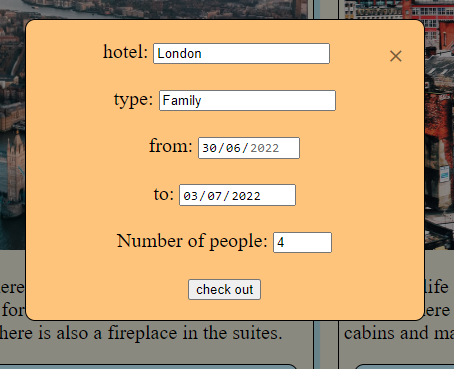 hotel: London
×
type: Family
from: 30/06/2022
to: 03/07/2022
Number of people: 4
check out
life
for
here
here is also a fireplace in the suites.
cabins and ma